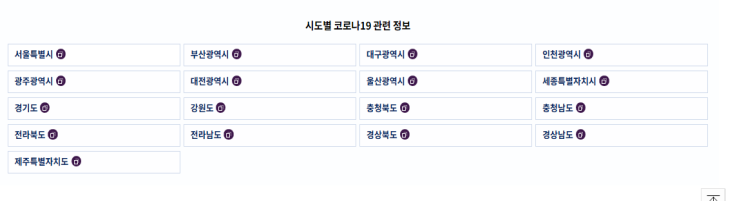 시도별 코로나19 관련 정보
서울특별시 부산광역시 대구광역시 인천광역시
광주광역시 대전광역시 울산광역시 세종특별자치시
경기도 강원도 충청북도 충청남도
전라북도 전라남도 경상북도 경상남도
제주특별자치도